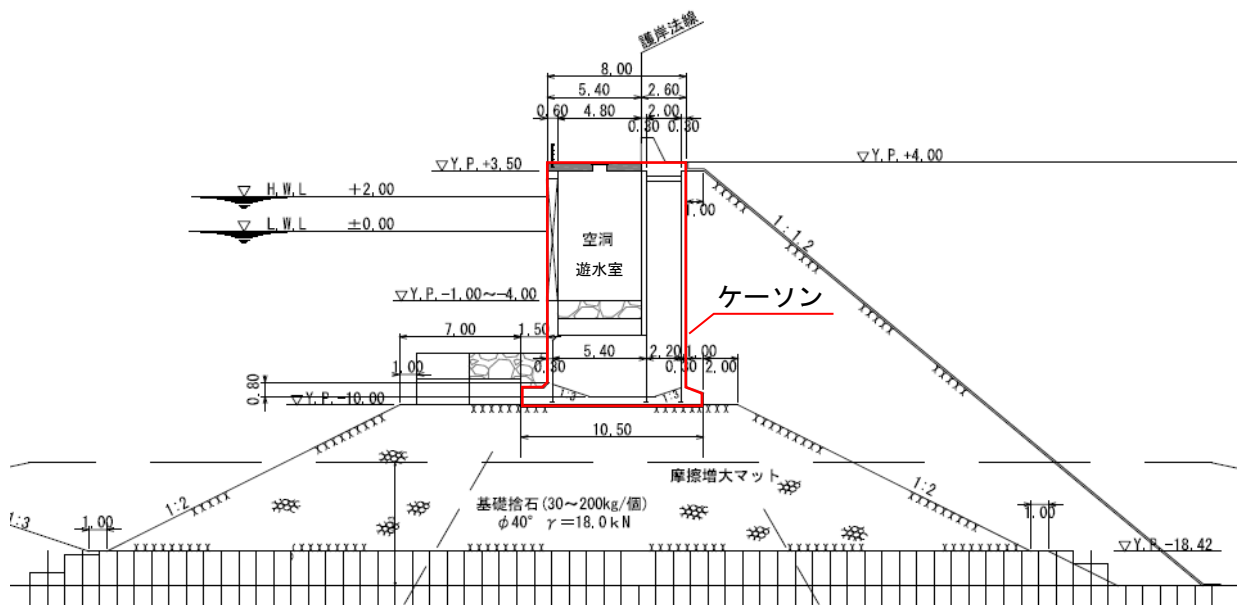 護岸法線
8.00
5.40 2.60
0.60 4.80 2.00
0.30 0.30
▽Y.P.+3.50
▽Y.P.+4.00
H.W.L +2.00
L.W.L ±0.00
1.00
1:1.2
空洞
遊水室
▽Y.P.-1.00～-4.00
ケーソン
7.00 1.50
5.40 2.20 1.00
1.00 0.30 0.30 2.00
0.80
1:3 1:3
▽Y.P.-10.00
10.50
摩擦増大マット
1:2 1:2
基礎捨石(30～200kg/個)
φ40° γ=18.0kN
1:3
1.00 1.00
▽Y.P.-18.42